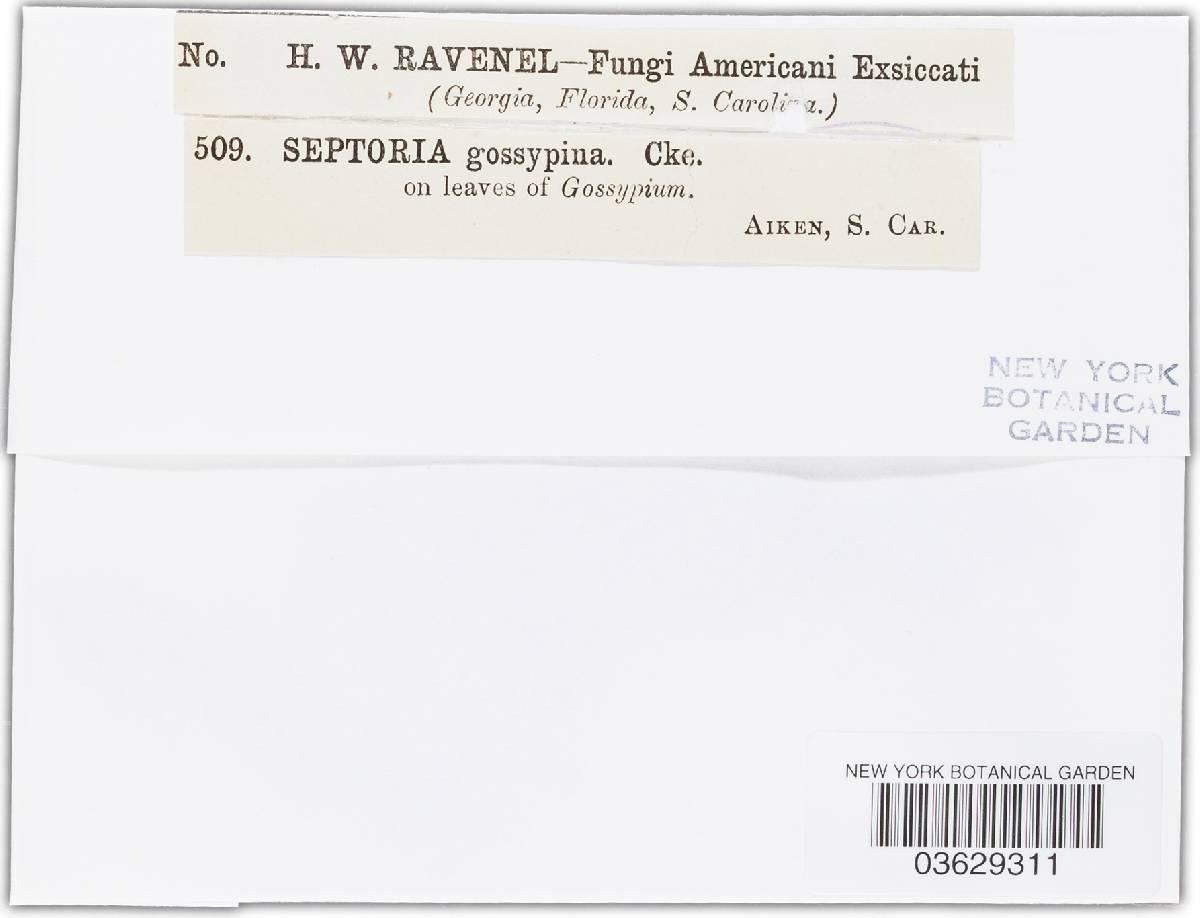 No. H. W. RAVENEL—Fungi Americani Exsiccati
(Georgia, Florida, S. Carolina.)
509. SEPTORIA gossypina. Cke.
on leaves of Gossypium.
AIKEN, S. CAR.
NEW YORK
BOTANICAL
GARDEN
NEW YORK BOTANICAL GARDEN
03629311